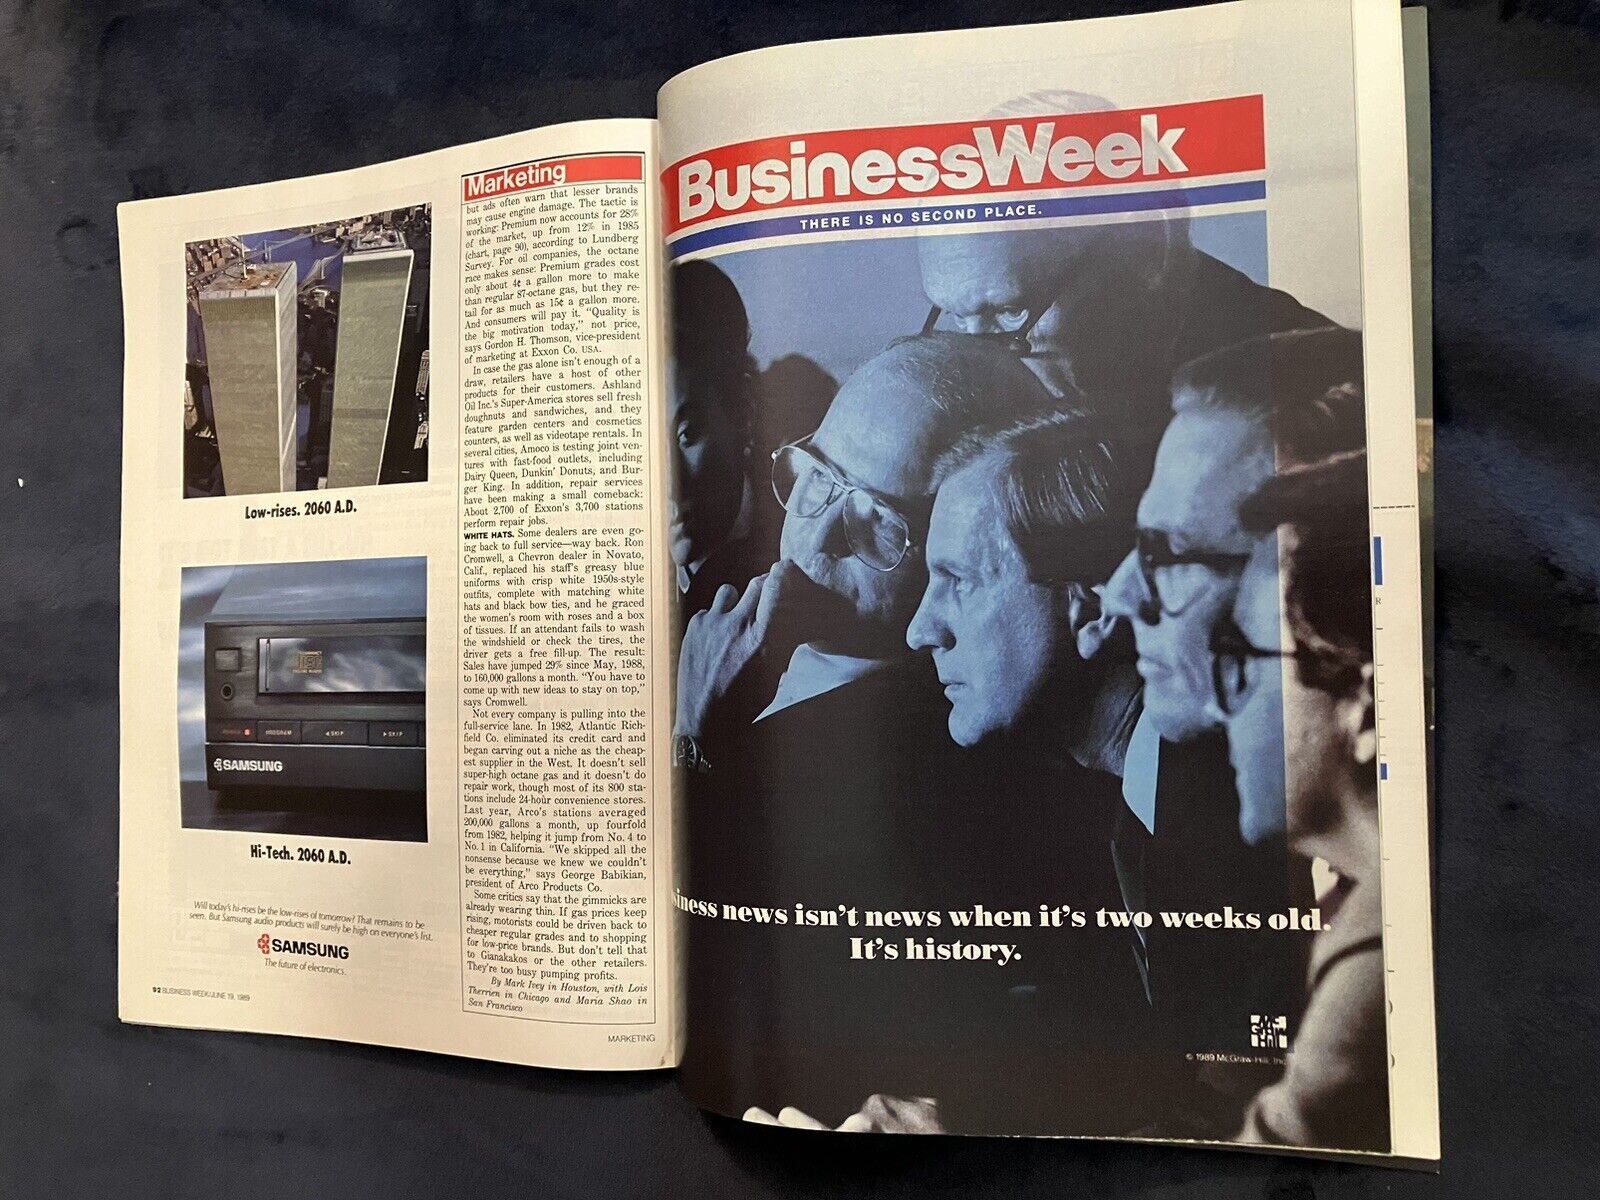 Low-rises. 2060 A.D.
COMPACT
DISC
DIGITAL AUDIO
PROGRAM
SKIP
SKIP
SAMSUNG
Hi-Tech. 2060 A.D.
Will today's hi-rises be the low-rises of tomorrow? That remains to be
seen. But Samsung audio products will surely be high on everyone's list.
SAMSUNG
The future of electronics.
92 BUSINESS WEEK/JUNE 19, 1989
Marketing
but ads often warn that lesser brands
may cause engine damage. The tactic is
working: Premium now accounts for 28%
of the market, up from 12% in 1985
(chart, page 90), according to Lundberg
Survey. For oil companies, the octane
race makes sense: Premium grades cost
only about 4¢ a gallon more to make
than regular 87-octane gas, but they re-
tail for as much as 15¢ a gallon more.
And consumers will pay it. "Quality is
the big motivation today," not price,
says Gordon H. Thomson, vice-president
of marketing at Exxon Co. USA.
In case the gas alone isn't enough of a
draw, retailers have a host of other
products for their customers. Ashland
Oil Inc.'s Super-America stores sell fresh
doughnuts and sandwiches, and they
feature garden centers and cosmetics
counters, as well as videotape rentals. In
several cities, Amoco is testing joint ven-
tures with fast-food outlets, including
Dairy Queen, Dunkin' Donuts, and Bur-
ger King. In addition, repair services
have been making a small comeback:
About 2,700 of Exxon's 3,700 stations
perform repair jobs.
WHITE HATS. Some dealers are even go-
ing back to full service—way back. Ron
Cromwell, a Chevron dealer in Novato,
Calif., replaced his staff's greasy blue
uniforms with crisp white 1950s-style
outfits, complete with matching white
hats and black bow ties, and he graced
the women's room with roses and a box
of tissues. If an attendant fails to wash
the windshield or check the tires, the
driver gets a free fill-up. The result:
Sales have jumped 29% since May, 1988,
to 160,000 gallons a month. "You have to
come up with new ideas to stay on top,"
says Cromwell.
Not every company is pulling into the
full-service lane. In 1982, Atlantic Rich-
field Co. eliminated its credit card and
began carving out a niche as the cheap-
est supplier in the West. It doesn't sell
super-high octane gas and it doesn't do
repair work, though most of its 800 sta-
tions include 24-hour convenience stores.
Last year, Arco's stations averaged
200,000 gallons a month, up fourfold
from 1982, helping it jump from No. 4 to
No. 1 in California. "We skipped all the
nonsense because we knew we couldn't
be everything," says George Babikian,
president of Arco Products Co.
Some critics say that the gimmicks are
already wearing thin. If gas prices keep
rising, motorists could be driven back to
cheaper regular grades and to shopping
for low-price brands. But don't tell that
to Gianakakos or the other retailers.
They're too busy pumping profits.
By Mark Ivey in Houston, with Lois
Therrien in Chicago and Maria Shao in
San Francisco
MARKETING
BusinessWeek
THERE IS NO SECOND PLACE.
siness news isn't news when it's two weeks old.
It's history.
Mc
Graw
Hill
© 1989 McGraw-Hill, Inc
R